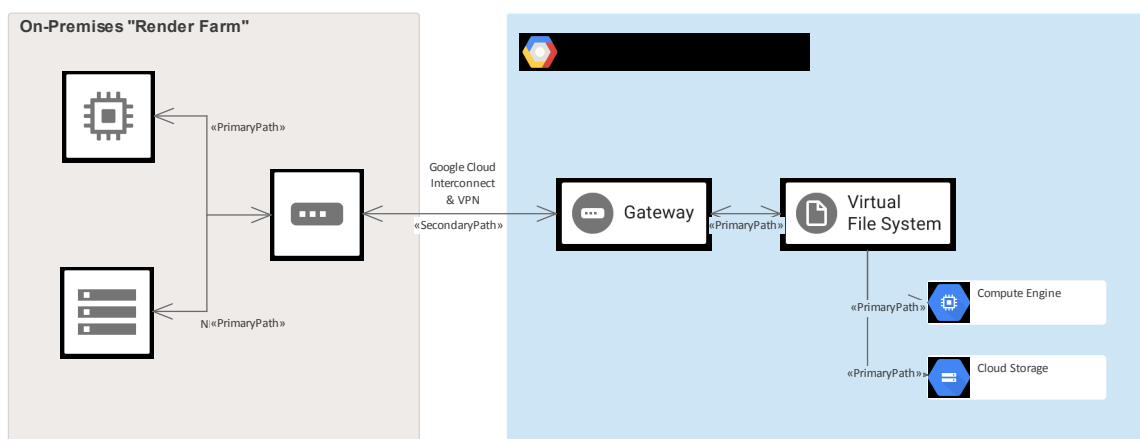 On-Premises "Render Farm"
«PrimaryPath»
Google Cloud
Interconnect
& VPN
«SecondaryPath»
Gateway
«PrimaryPath»
Virtual
File System
«PrimaryPath»
Compute Engine
«PrimaryPath»
«PrimaryPath»
Cloud Storage